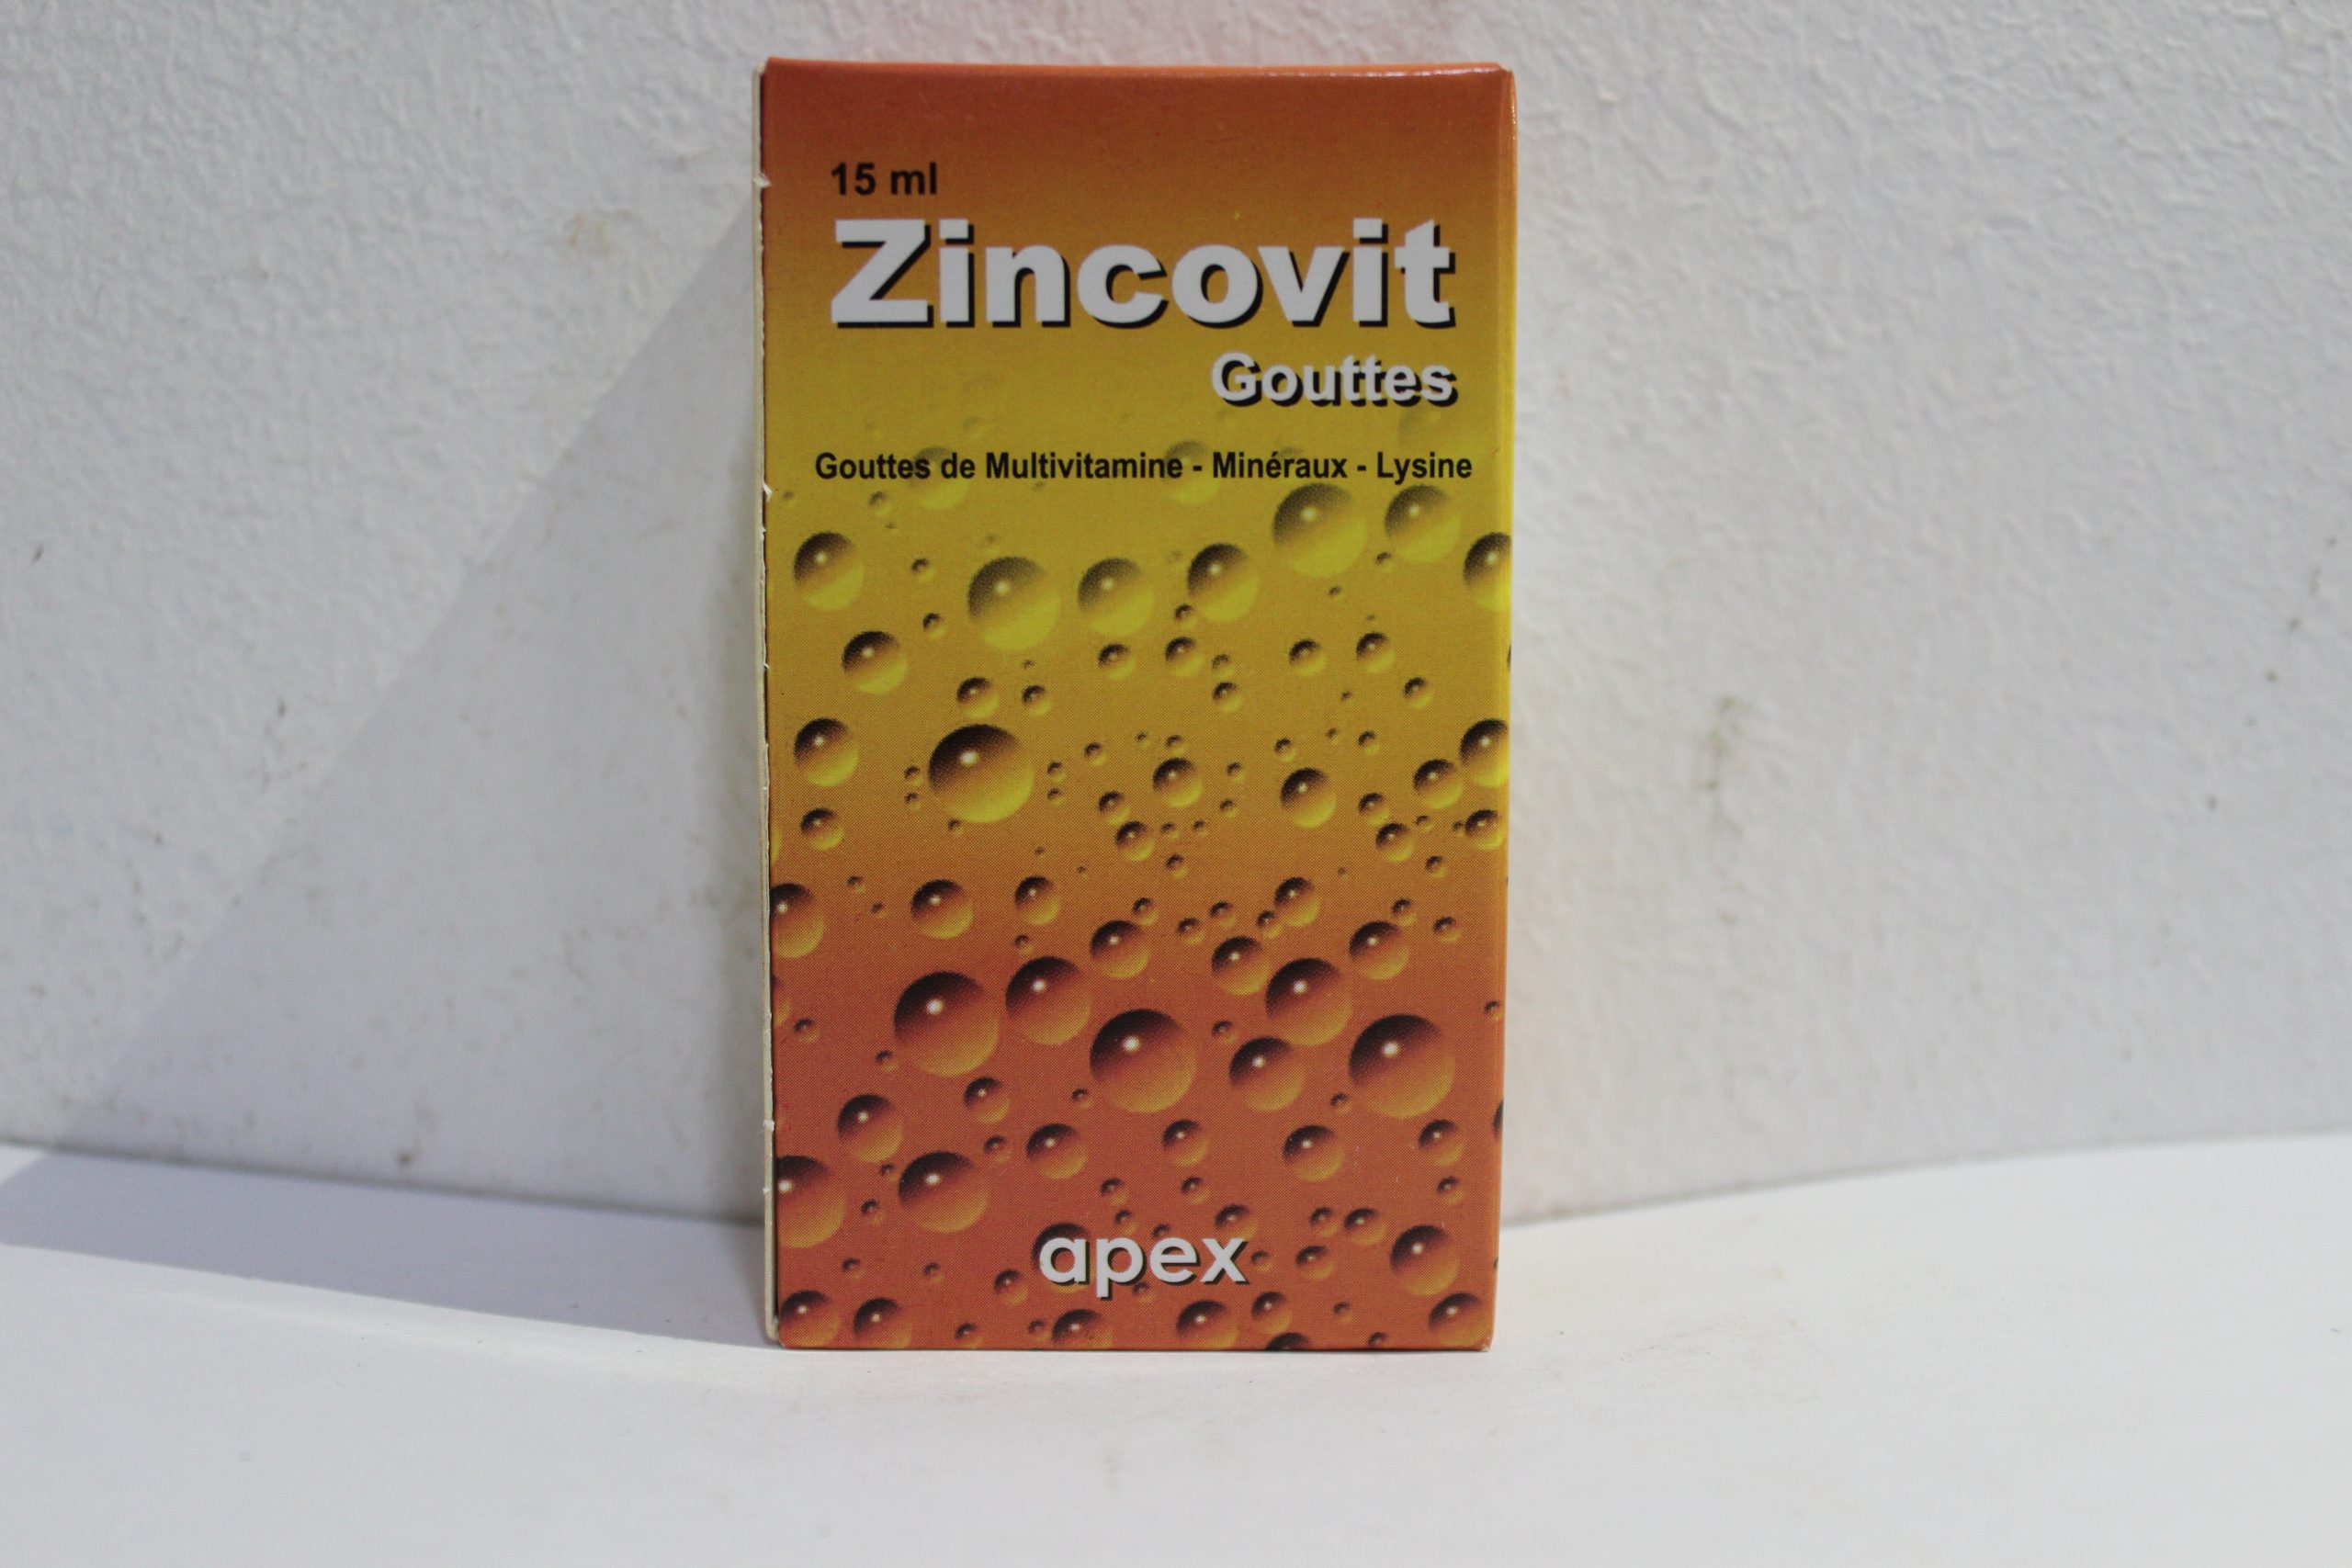 15 ml
Zincovit
Gouttes
Gouttes de Multivitamine - Minéraux - Lysine
apex